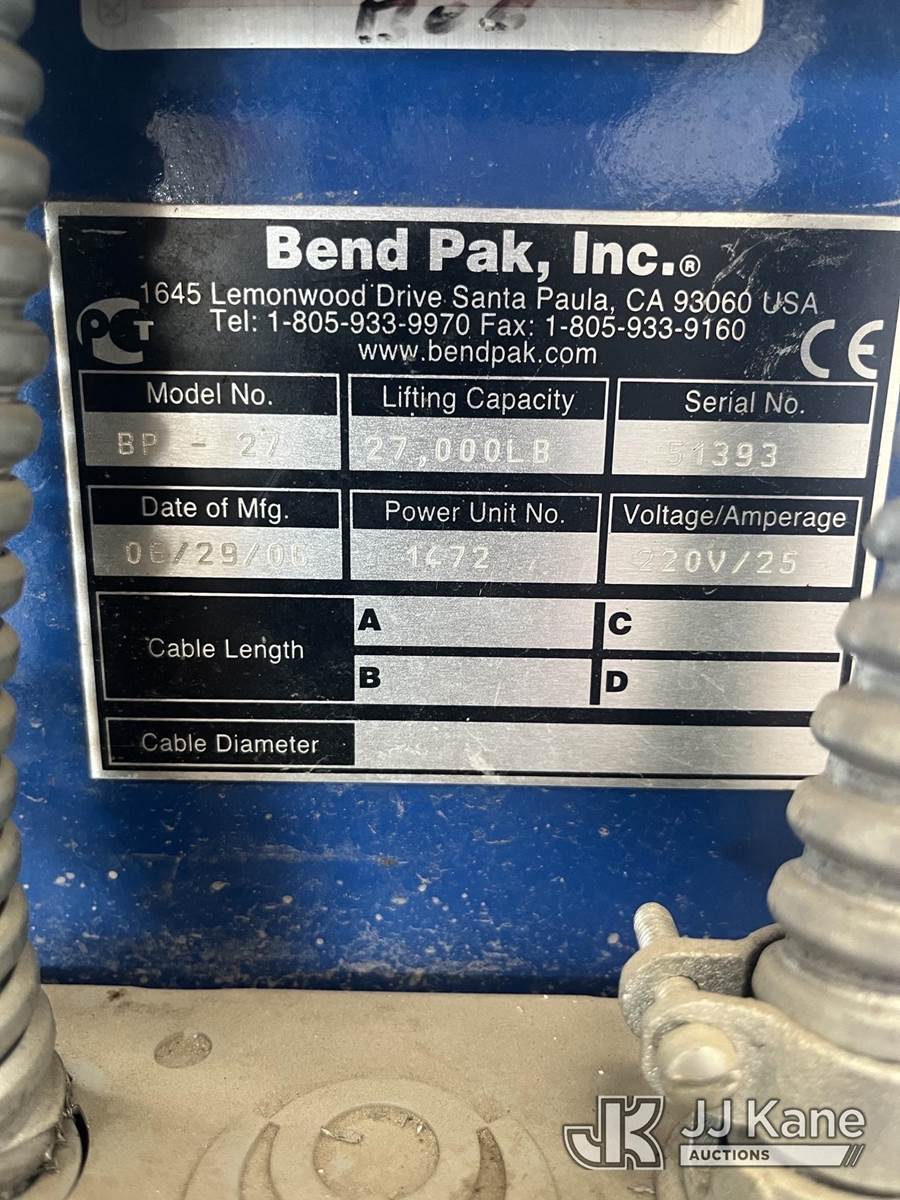 Bend Pak, Inc.®
1645 Lemonwood Drive Santa Paula, CA 93060 USA
Tel: 1-805-933-9970 Fax: 1-805-933-9160
www.bendpak.com
PCT
CE
Model No. Lifting Capacity Serial No.
BP - 27 27,000LB 51393
Date of Mfg. Power Unit No. Voltage/Amperage
1472 220V/25
Cable Length A C
B D
Cable Diameter
JK JJ Kane
AUCTIONS